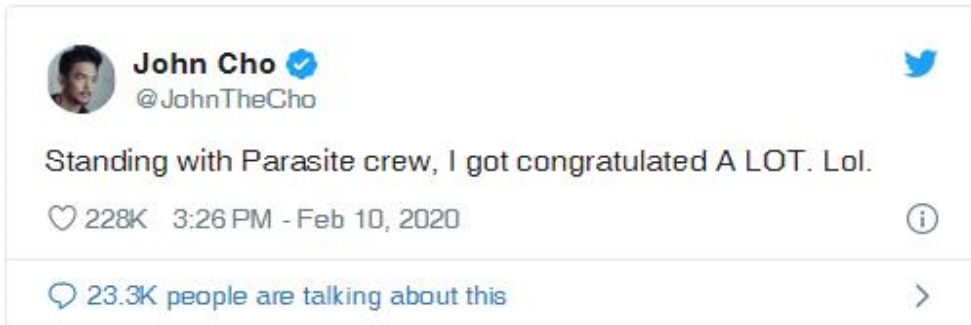 John Cho
@JohnTheCho
Standing with Parasite crew, I got congratulated A LOT. Lol.
228K 3:26 PM - Feb 10, 2020
23.3K people are talking about this